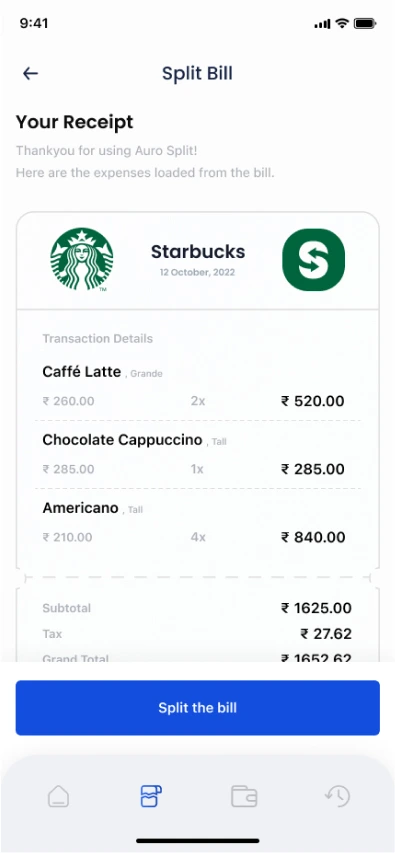 9:41
Split Bill
Your Receipt
Thankyou for using Auro Split!
Here are the expenses loaded from the bill.
Starbucks
12 October, 2022
TM
S
Transaction Details
Caffé Latte , Grande
₹ 260.00 2x ₹ 520.00
Chocolate Cappuccino , Tall
₹ 285.00 1x ₹ 285.00
Americano , Tall
₹ 210.00 4x ₹ 840.00
Subtotal ₹ 1625.00
Tax ₹ 27.62
Grand Total ₹ 1652.62
Split the bill